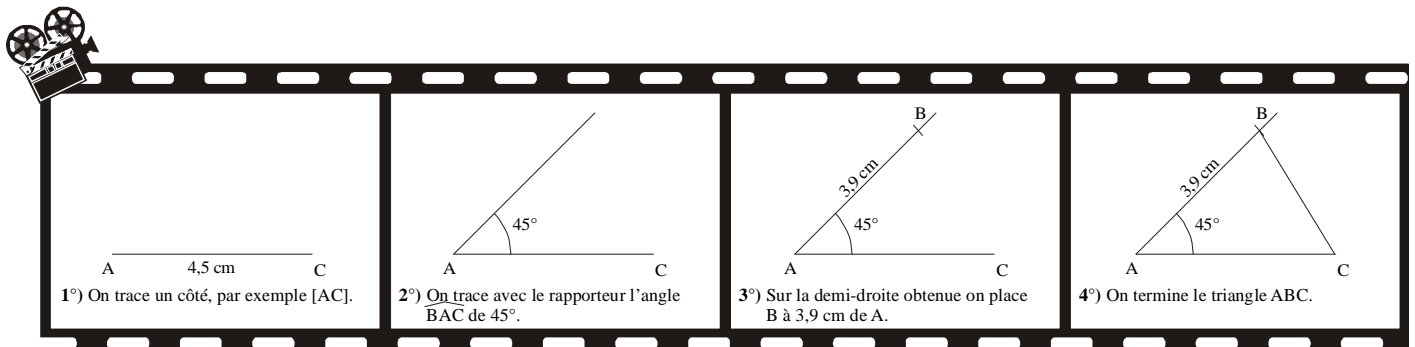 A
4,5 cm
C
1°) On trace un côté, par exemple [AC].
45°
A
C
2°) On trace avec le rapporteur l’angle
BAC de 45°.
B
3,9 cm
45°
A
C
3°) Sur la demi-droite obtenue on place
B à 3,9 cm de A.
B
3,9 cm
45°
A
C
4°) On termine le triangle ABC.